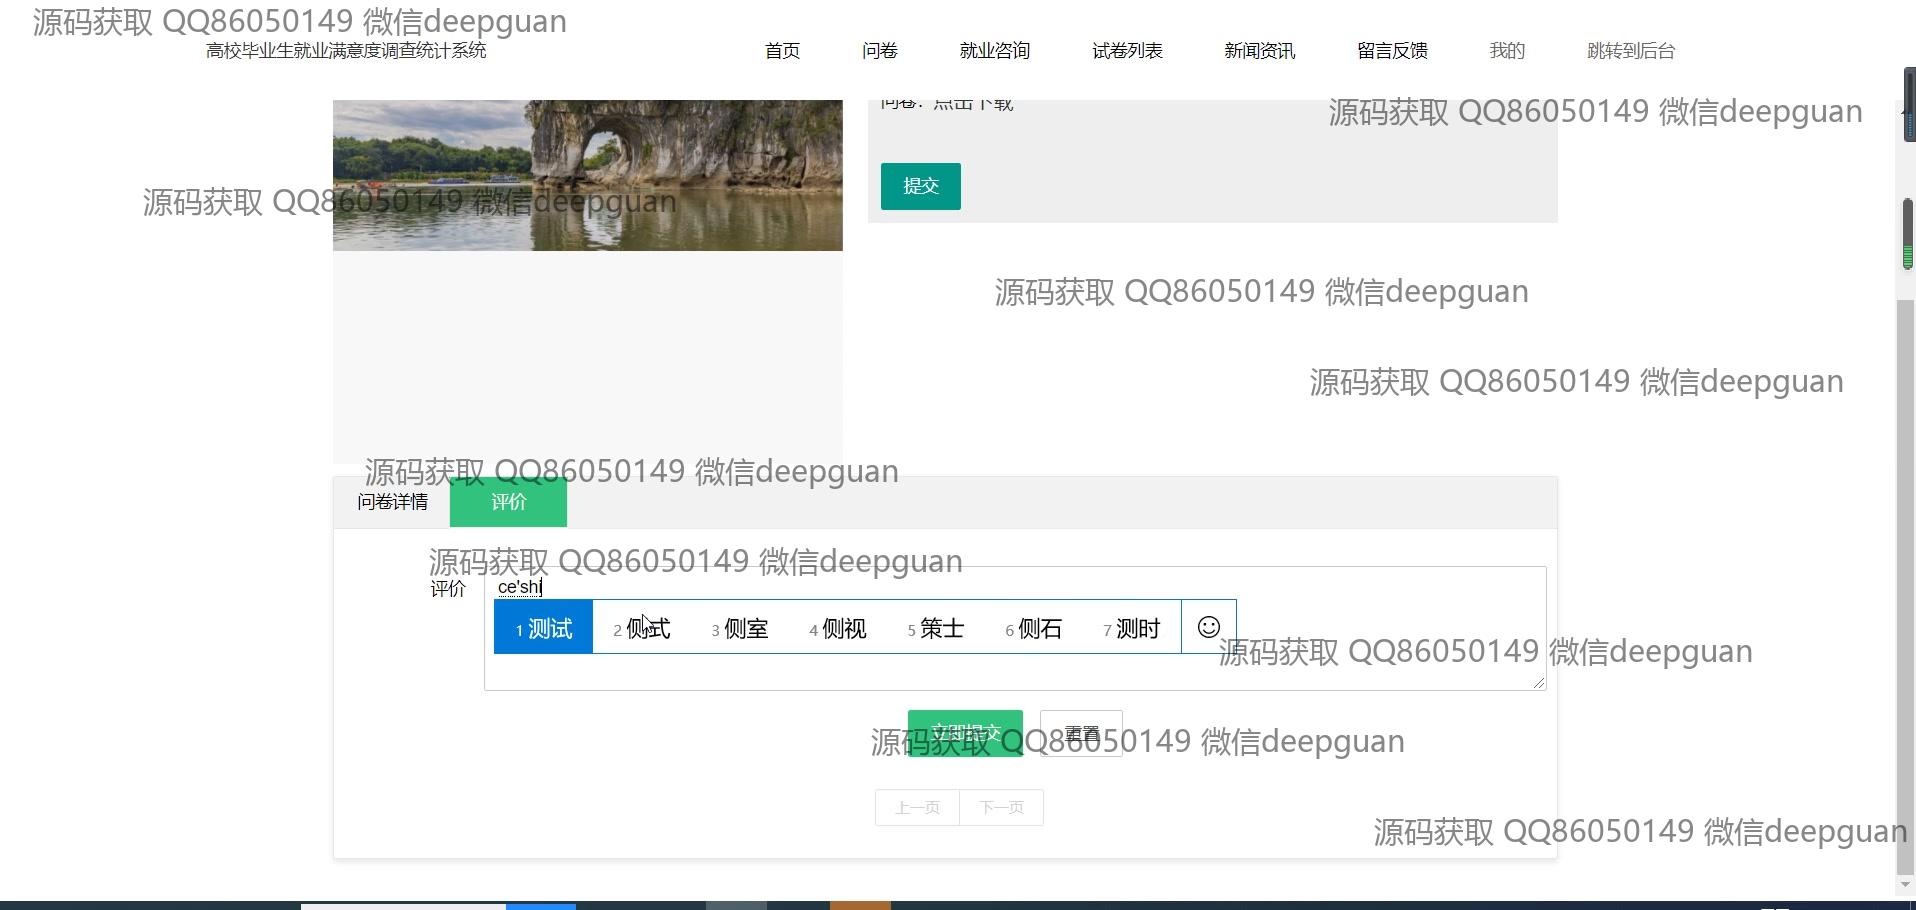 源码获取 QQ86050149 微信deepguan
高校毕业生就业满意度调查统计系统
首页 问卷 就业咨询 试卷列表 新闻资讯 留言反馈 我的 跳转到后台
问卷：点击下载
源码获取 QQ86050149 微信deepguan
提交
源码获取 QQ86050149 微信deepguan
源码获取 QQ86050149 微信deepguan
源码获取 QQ86050149 微信deepguan
源码获取 QQ86050149 微信deepguan
问卷详情 评价
源码获取 QQ86050149 微信deepguan
评价 ce'shi
1 测试 2 侧式 3 侧室 4 侧视 5 策士 6 侧石 7 测时
源码获取 QQ86050149 微信deepguan
立即提交 重置
源码获取 QQ86050149 微信deepguan
上一页 下一页
源码获取 QQ86050149 微信deepguan